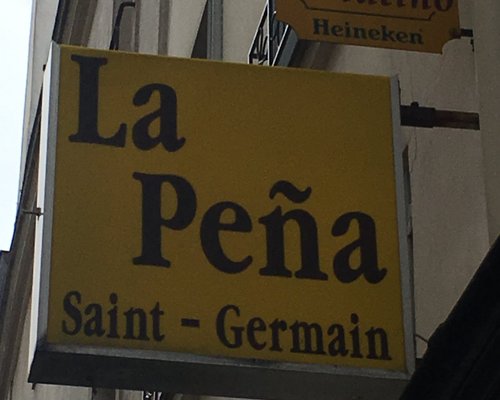 Heineken
La
Peña
Saint - Germain